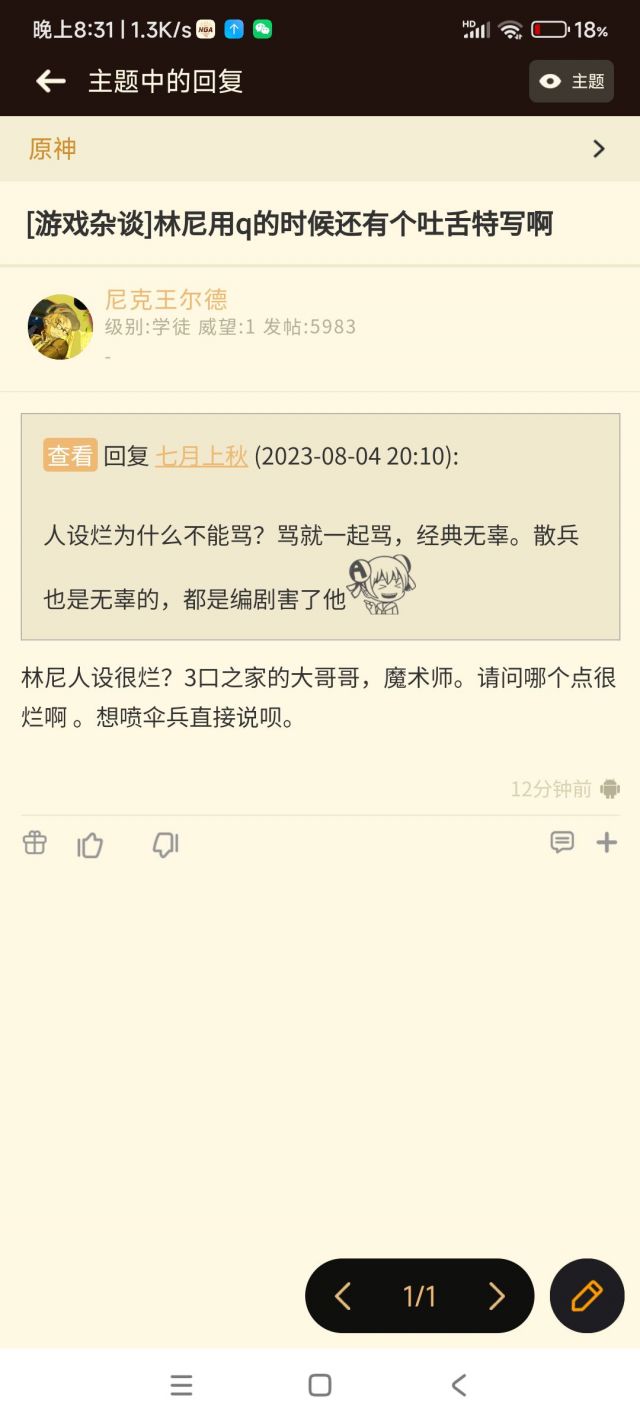 晚上8:31 | 1.3K/s NGA HD 18%
主题中的回复 主题
原神
[游戏杂谈]林尼用q的时候还有个吐舌特写啊
尼克王尔德
级别:学徒 威望:1 发帖:5983
-
查看 回复 七月上秋 (2023-08-04 20:10):
人设烂为什么不能骂？骂就一起骂，经典无辜。散兵
也是无辜的，都是编剧害了他
林尼人设很烂？3口之家的大哥哥，魔术师。请问哪个点很
烂啊 。想喷伞兵直接说呗。
12分钟前
1/1